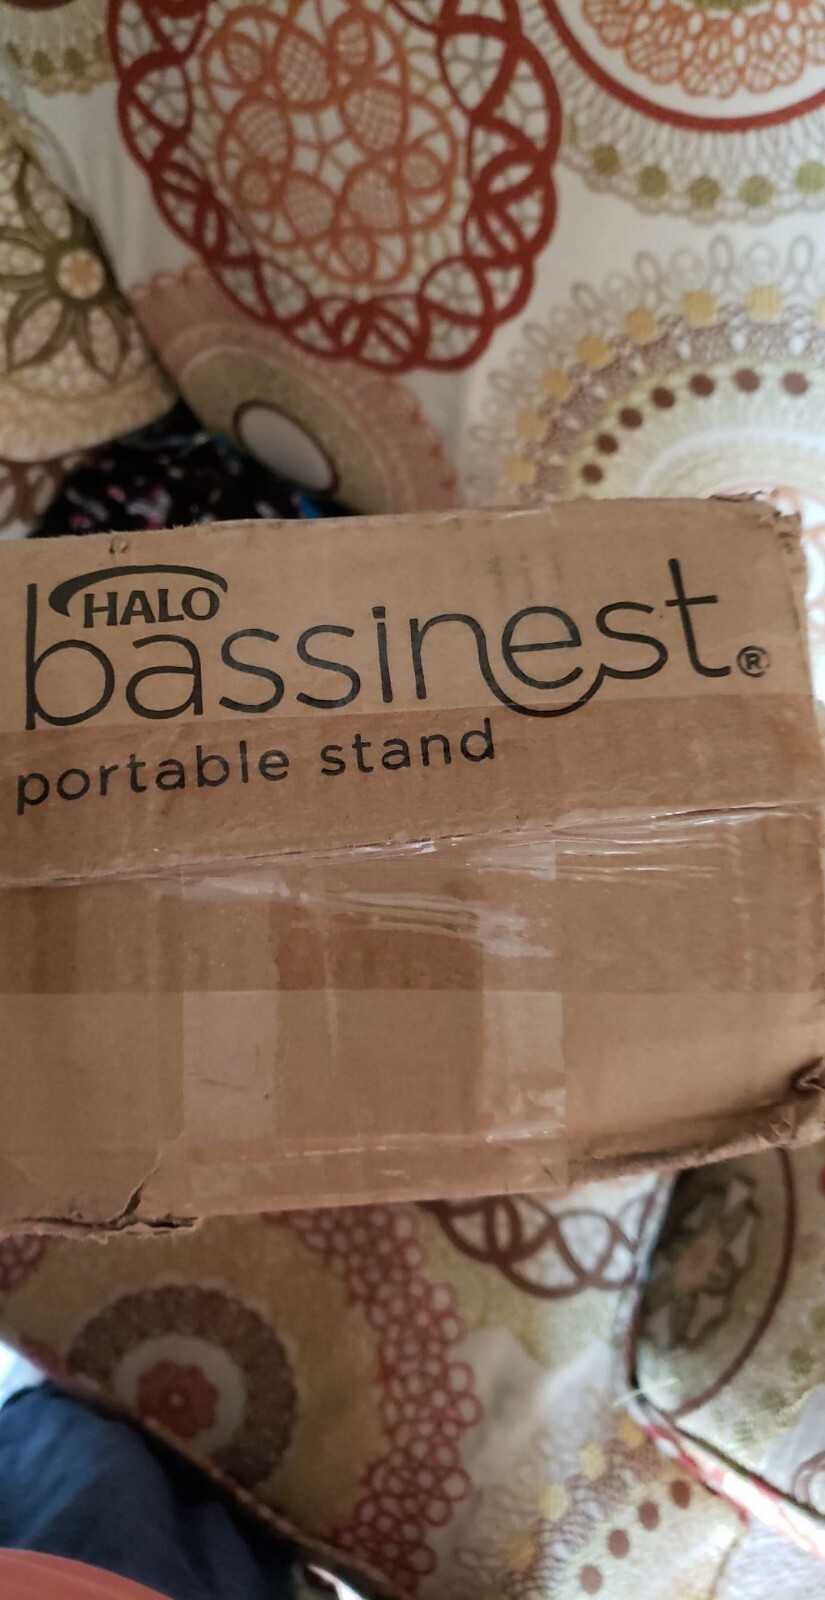 HALO
bassinest®
portable stand